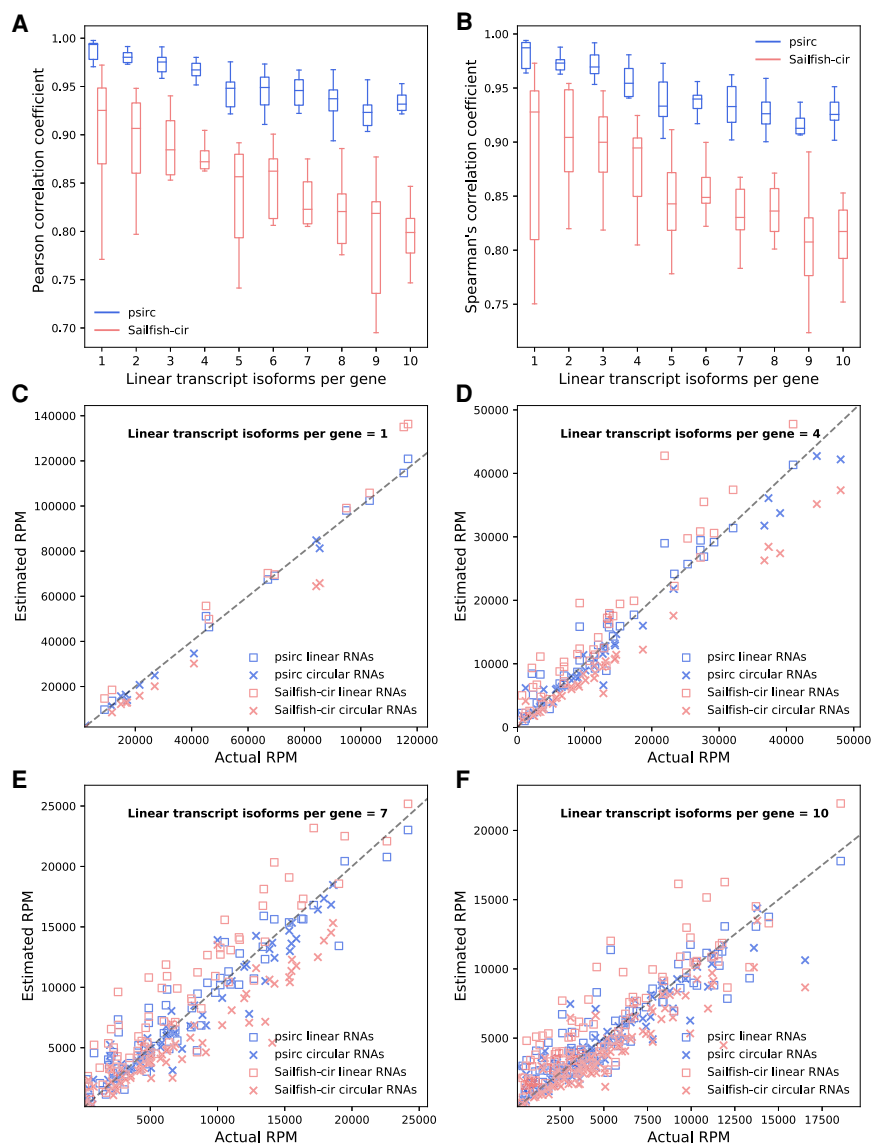 A
Pearson correlation coefficient
1.00
0.95
0.90
0.85
0.80
0.75
0.70
psirc
Sailfish-cir
1 2 3 4 5 6 7 8 9 10
Linear transcript isoforms per gene
B
Spearman's correlation coefficient
1.00
0.95
0.90
0.85
0.80
0.75
psirc
Sailfish-cir
1 2 3 4 5 6 7 8 9 10
Linear transcript isoforms per gene
C
Linear transcript isoforms per gene = 1
Estimated RPM
140000
120000
100000
80000
60000
40000
20000
psirc linear RNAs
psirc circular RNAs
Sailfish-cir linear RNAs
Sailfish-cir circular RNAs
20000 40000 60000 80000 100000 120000
Actual RPM
D
Linear transcript isoforms per gene = 4
Estimated RPM
50000
40000
30000
20000
10000
0
psirc linear RNAs
psirc circular RNAs
Sailfish-cir linear RNAs
Sailfish-cir circular RNAs
0 10000 20000 30000 40000 50000
Actual RPM
E
Linear transcript isoforms per gene = 7
Estimated RPM
25000
20000
15000
10000
5000
psirc linear RNAs
psirc circular RNAs
Sailfish-cir linear RNAs
Sailfish-cir circular RNAs
5000 10000 15000 20000 25000
Actual RPM
F
Linear transcript isoforms per gene = 10
Estimated RPM
20000
15000
10000
5000
psirc linear RNAs
psirc circular RNAs
Sailfish-cir linear RNAs
Sailfish-cir circular RNAs
2500 5000 7500 10000 12500 15000 17500
Actual RPM